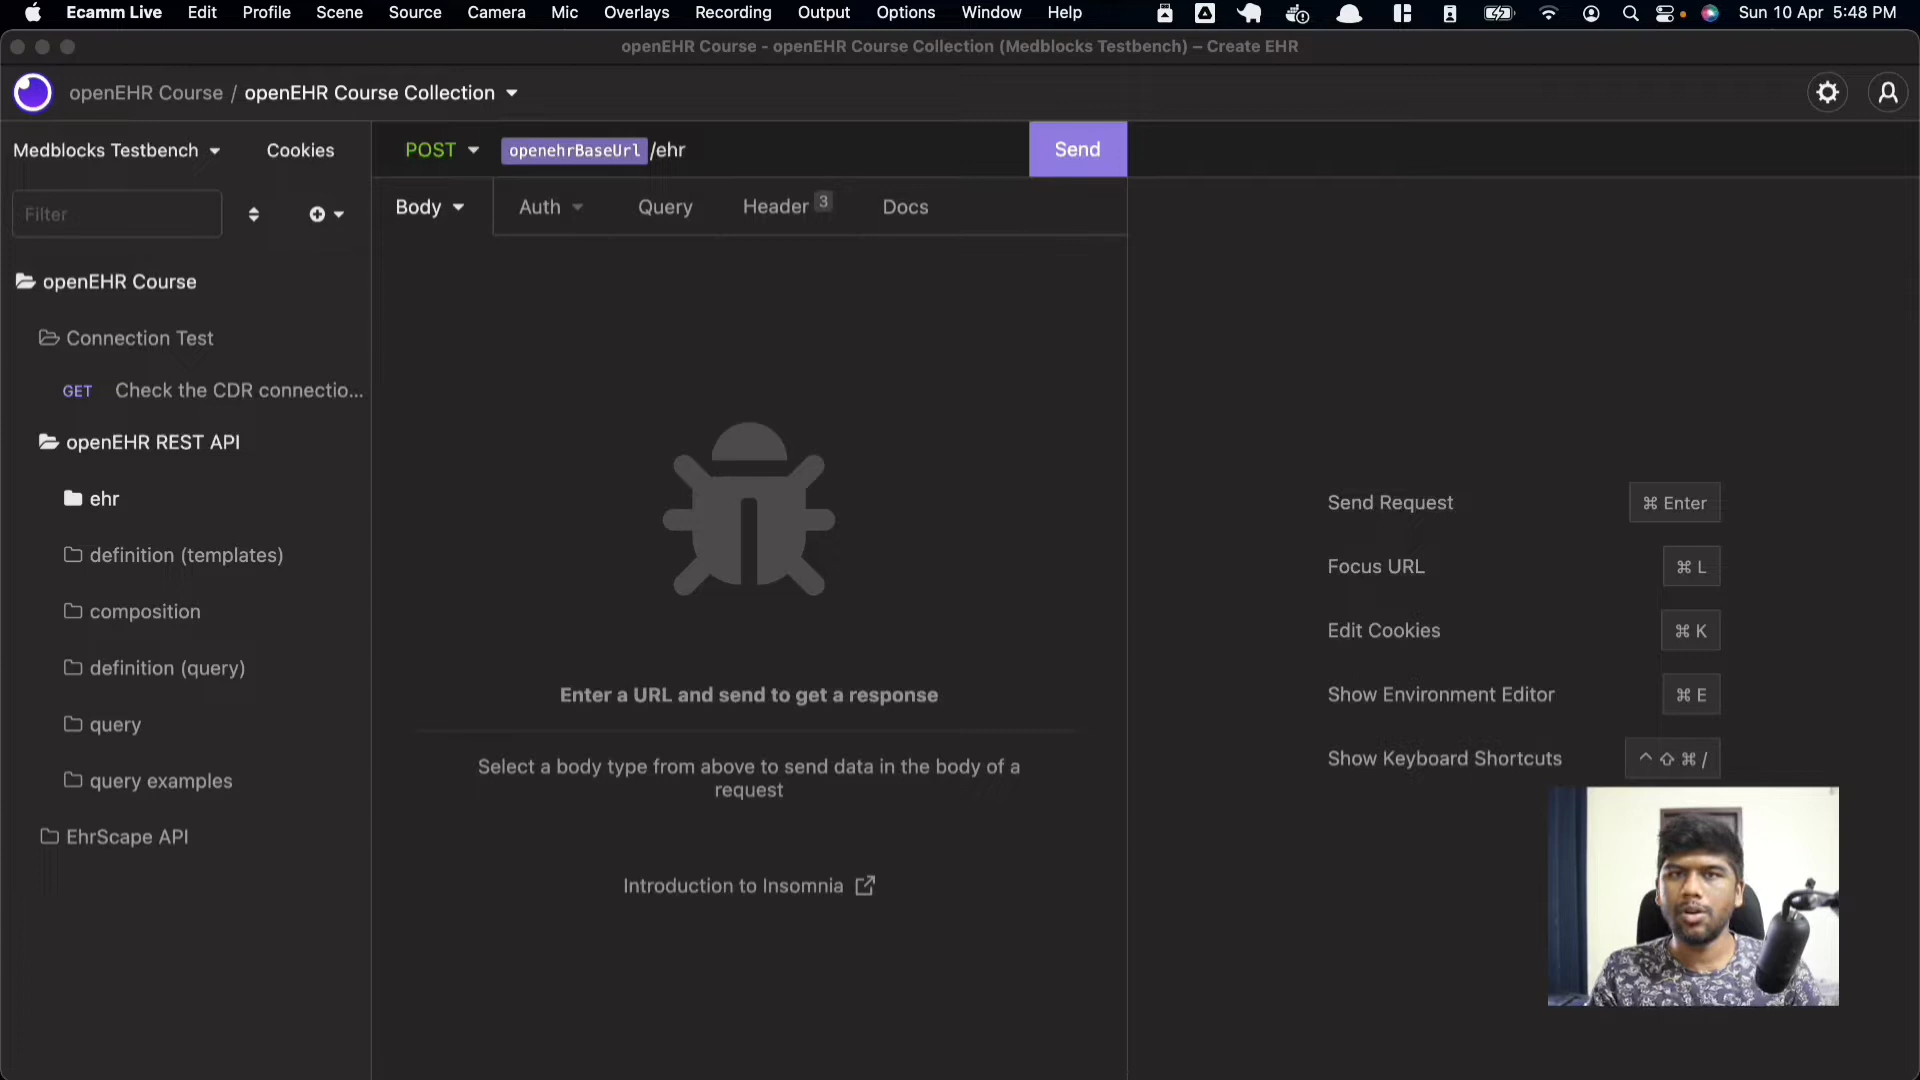 Ecamm Live Edit Profile Scene Source Camera Mic Overlays Recording Output Options Window Help Sun 10 Apr 5:48 PM
openEHR Course - openEHR Course Collection (Medblocks Testbench) – Create EHR
openEHR Course / openEHR Course Collection
Medblocks Testbench Cookies
POST openehrBaseUrl /ehr Send
Filter
Body Auth Query Header 3 Docs
openEHR Course
Connection Test
GET Check the CDR connectio...
openEHR REST API
ehr
definition (templates)
composition
definition (query)
query
query examples
EhrScape API
Enter a URL and send to get a response
Select a body type from above to send data in the body of a
request
Introduction to Insomnia
Send Request ⌘ Enter
Focus URL ⌘ L
Edit Cookies ⌘ K
Show Environment Editor ⌘ E
Show Keyboard Shortcuts ^ ⇧ ⌘ /